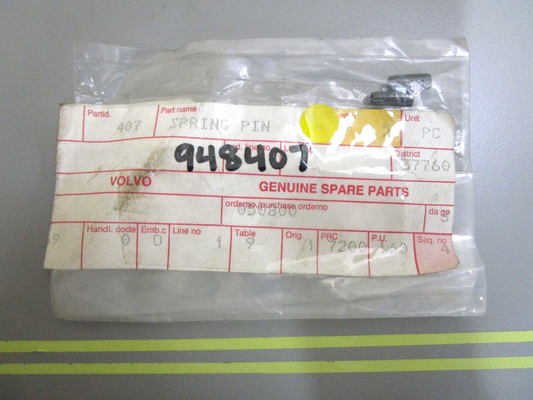 Partid. Part name Unit
407 SPRING PIN PC
948407
District
37760
VOLVO GENUINE SPARE PARTS
orderno/purchase orderno
050800
Handl. code Emb.c Line no Table Orig. PRC P.U. Seq. no
0 0 1 9 1 7200 4